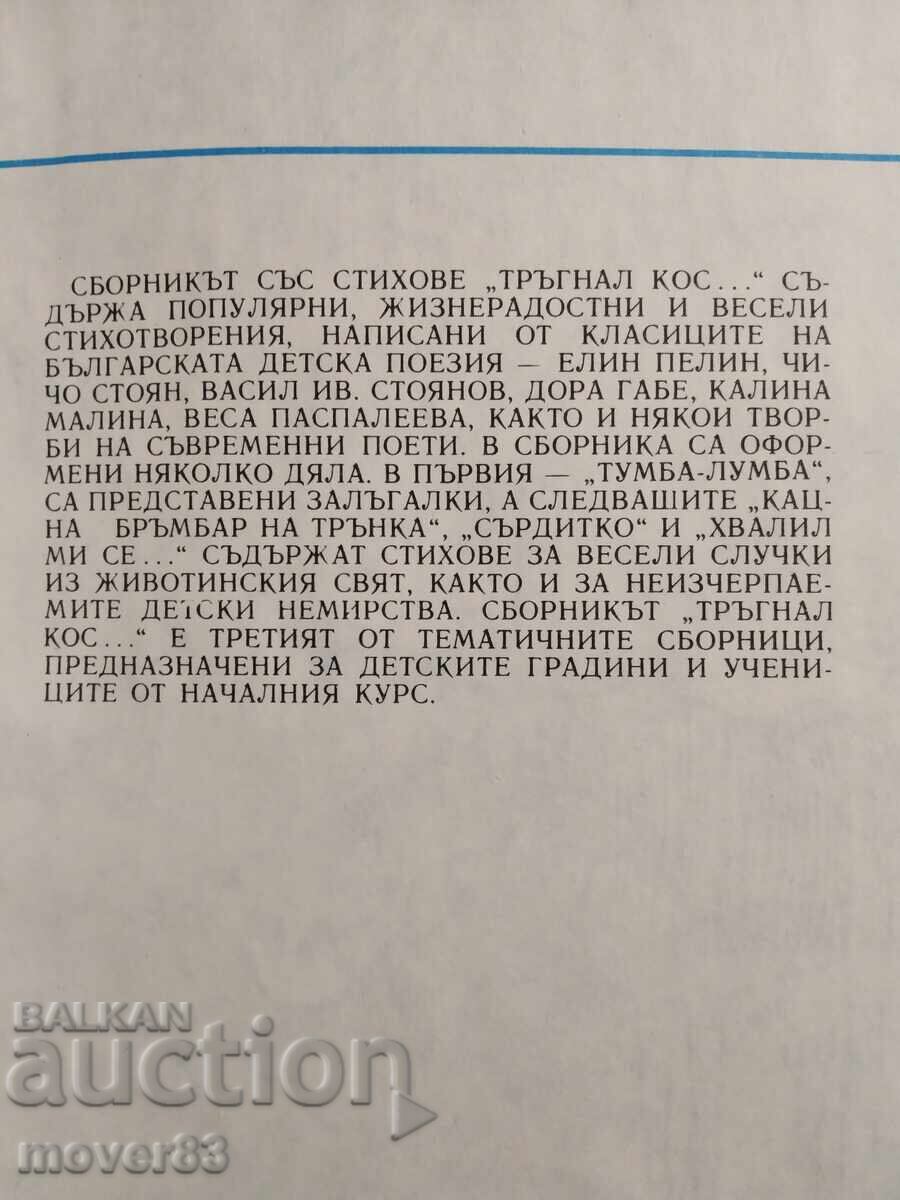 СБОРНИКЪТ СЪС СТИХОВЕ „ТРЪГНАЛ КОС...“ СЪ-
ДЪРЖА ПОПУЛЯРНИ, ЖИЗНЕРАДОСТНИ И ВЕСЕЛИ
СТИХОТВОРЕНИЯ, НАПИСАНИ ОТ КЛАСИЦИТЕ НА
БЪЛГАРСКАТА ДЕТСКА ПОЕЗИЯ — ЕЛИН ПЕЛИН, ЧИ-
ЧО СТОЯН, ВАСИЛ ИВ. СТОЯНОВ, ДОРА ГАБЕ, КАЛИНА
МАЛИНА, ВЕСА ПАСПАЛЕЕВА, КАКТО И НЯКОИ ТВОР-
БИ НА СЪВРЕМЕННИ ПОЕТИ. В СБОРНИКА СА ОФОР-
МЕНИ НЯКОЛКО ДЯЛА. В ПЪРВИЯ — „ТУМБА-ЛУМБА“,
СА ПРЕДСТАВЕНИ ЗАЛЪГАЛКИ, А СЛЕДВАЩИТЕ „КАЦ-
НА БРЪМБАР НА ТРЪНКА“, „СЪРДИТКО“ И „ХВАЛИЛ
МИ СЕ...“ СЪДЪРЖАТ СТИХОВЕ ЗА ВЕСЕЛИ СЛУЧКИ
ИЗ ЖИВОТИНСКИЯ СВЯТ, КАКТО И ЗА НЕИЗЧЕРПАЕ-
МИТЕ ДЕТСКИ НЕМИРСТВА. СБОРНИКЪТ „ТРЪГНАЛ
КОС...“ Е ТРЕТИЯТ ОТ ТЕМАТИЧНИТЕ СБОРНИЦИ,
ПРЕДНАЗНАЧЕНИ ЗА ДЕТСКИТЕ ГРАДИНИ И УЧЕНИ-
ЦИТЕ ОТ НАЧАЛНИЯ КУРС.
BALKAN
auction
mover83